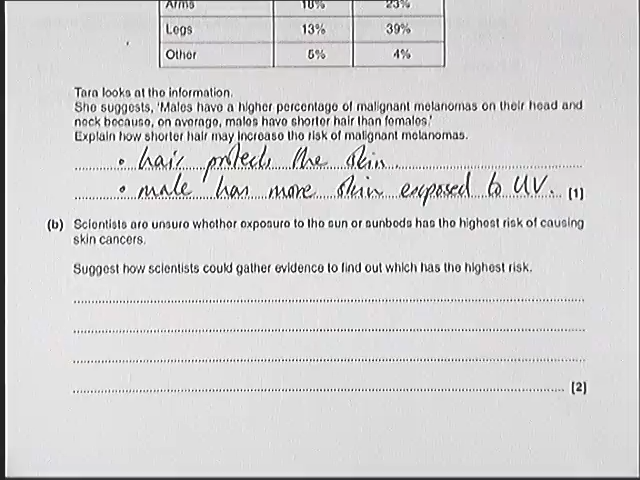 Arms 18% 23%
Legs 13% 39%
Other 5% 4%
Tara looks at the information.
She suggests, 'Males have a higher percentage of malignant melanomas on their head and
neck because, on average, males have shorter hair than females.'
Explain how shorter hair may increase the risk of malignant melanomas.
• hair protects the skin
• male has more skin exposed to UV. [1]
(b) Scientists are unsure whether exposure to the sun or sunbeds has the highest risk of causing
skin cancers.
Suggest how scientists could gather evidence to find out which has the highest risk.
[2]